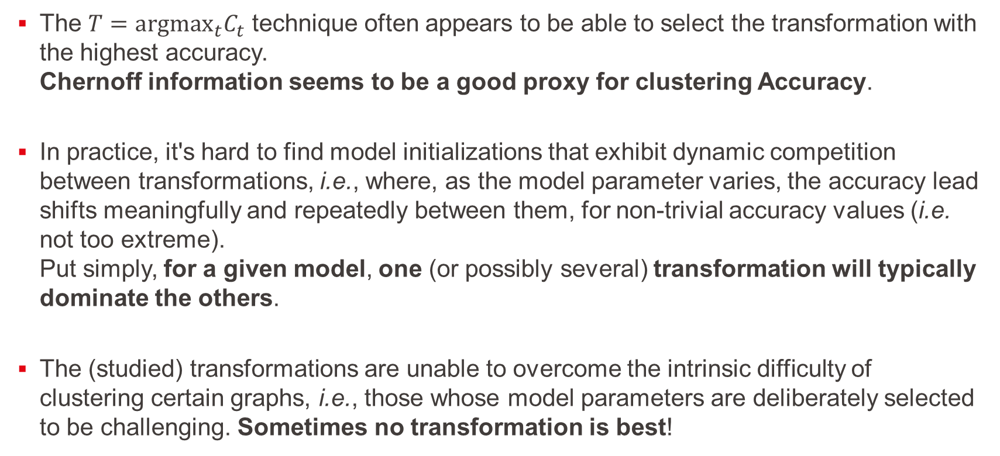 ▪ The T = argmaxₜCₜ technique often appears to be able to select the transformation with
the highest accuracy.
Chernoff information seems to be a good proxy for clustering Accuracy.
▪ In practice, it's hard to find model initializations that exhibit dynamic competition
between transformations, i.e., where, as the model parameter varies, the accuracy lead
shifts meaningfully and repeatedly between them, for non-trivial accuracy values (i.e.
not too extreme).
Put simply, for a given model, one (or possibly several) transformation will typically
dominate the others.
▪ The (studied) transformations are unable to overcome the intrinsic difficulty of
clustering certain graphs, i.e., those whose model parameters are deliberately selected
to be challenging. Sometimes no transformation is best!